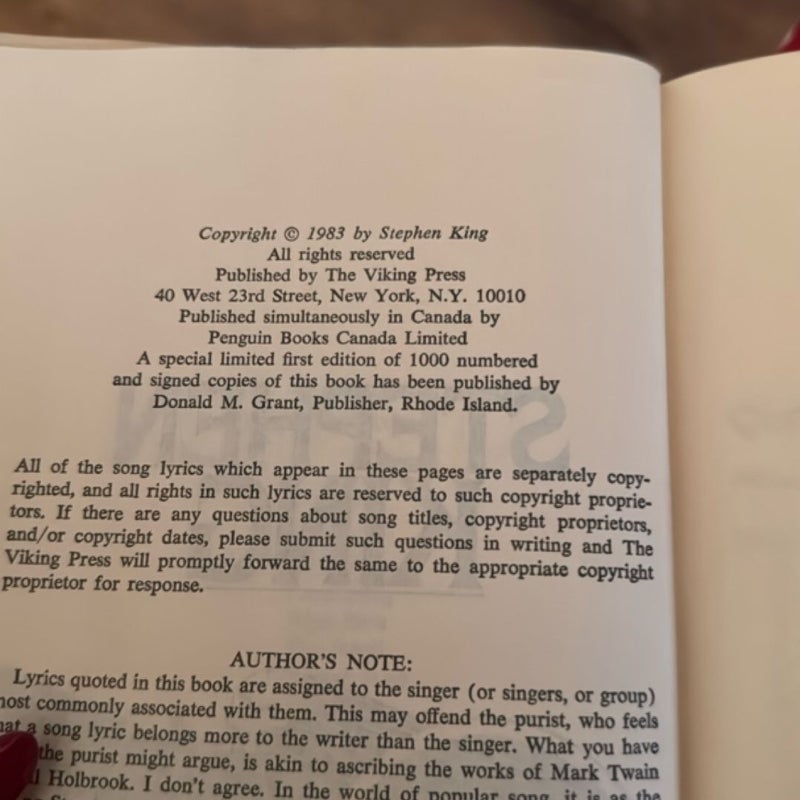 Copyright © 1983 by Stephen King
All rights reserved
Published by The Viking Press
40 West 23rd Street, New York, N.Y. 10010
Published simultaneously in Canada by
Penguin Books Canada Limited
A special limited first edition of 1000 numbered
and signed copies of this book has been published by
Donald M. Grant, Publisher, Rhode Island.
All of the song lyrics which appear in these pages are separately copy-
righted, and all rights in such lyrics are reserved to such copyright proprie-
tors. If there are any questions about song titles, copyright proprietors,
and/or copyright dates, please submit such questions in writing and The
Viking Press will promptly forward the same to the appropriate copyright
proprietor for response.
AUTHOR'S NOTE:
Lyrics quoted in this book are assigned to the singer (or singers, or group)
most commonly associated with them. This may offend the purist, who feels
a song lyric belongs more to the writer than the singer. What you have
the purist might argue, is akin to ascribing the works of Mark Twain
Holbrook. I don't agree. In the world of popular song, it is as the